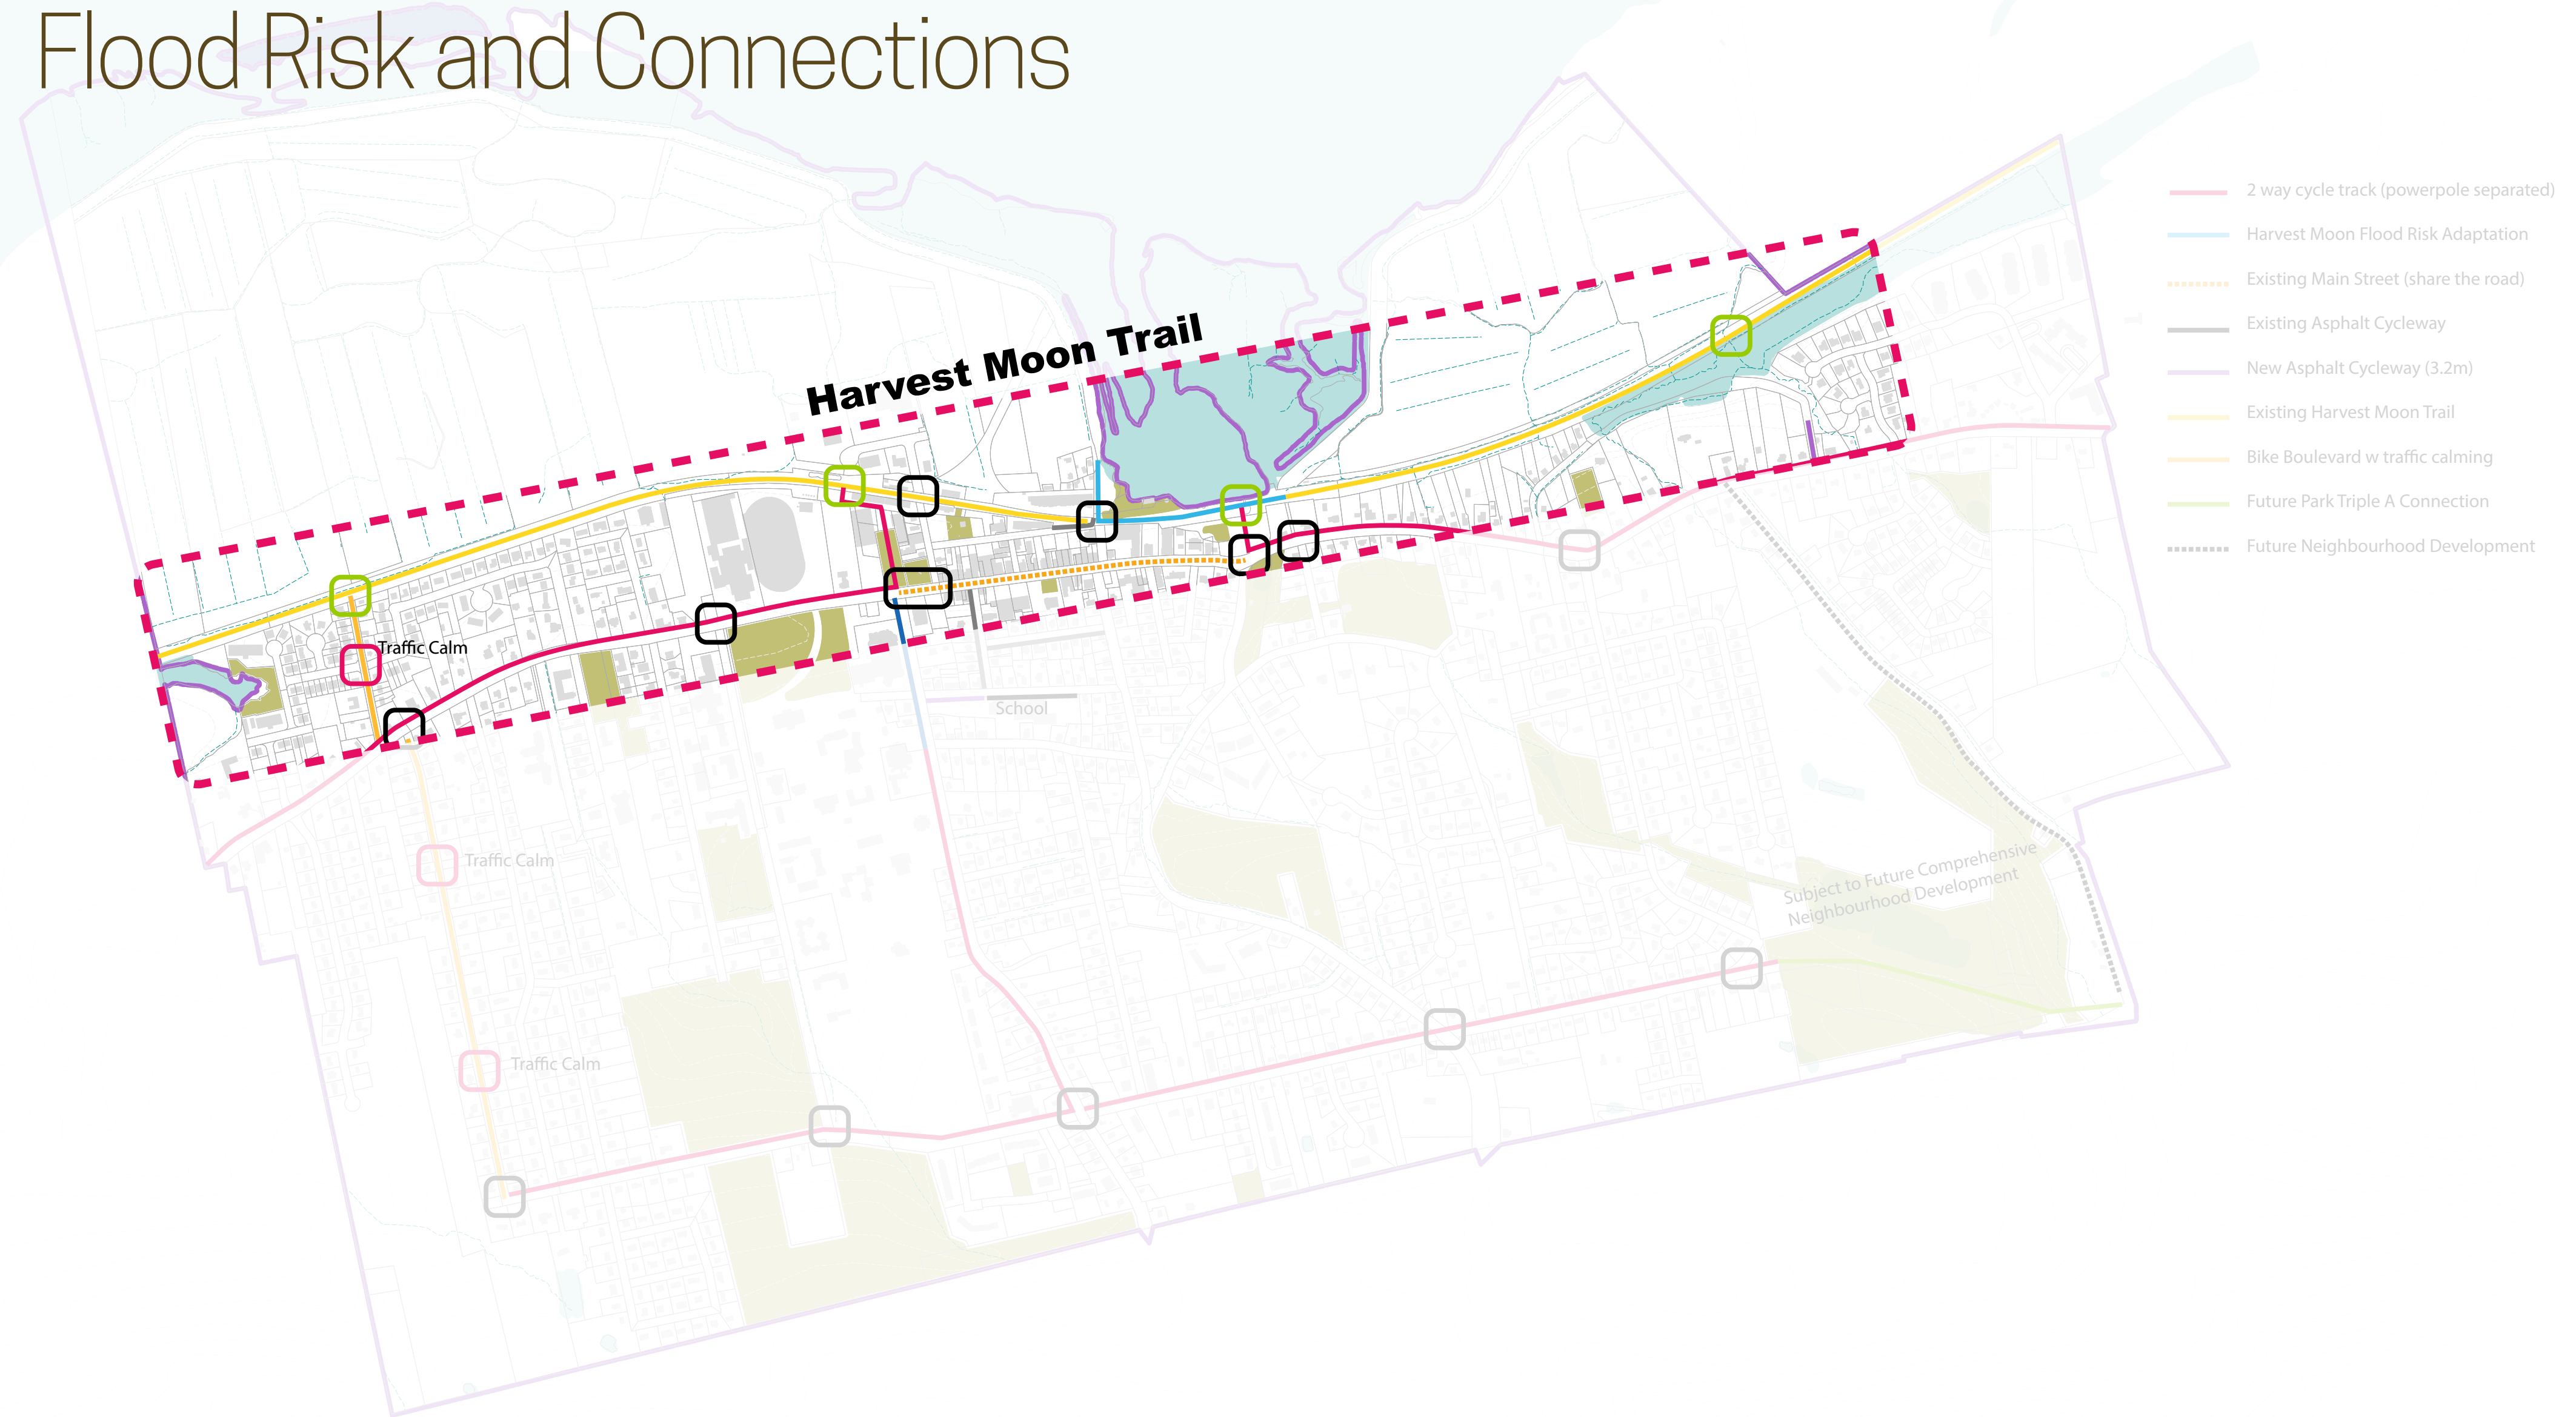 Flood Risk and Connections
Harvest Moon Trail
Traffic Calm
School
Traffic Calm
Traffic Calm
Subject to Future Comprehensive
Neighbourhood Development
2 way cycle track (powerpole separated)
Harvest Moon Flood Risk Adaptation
Existing Main Street (share the road)
Existing Asphalt Cycleway
New Asphalt Cycleway (3.2m)
Existing Harvest Moon Trail
Bike Boulevard w traffic calming
Future Park Triple A Connection
Future Neighbourhood Development